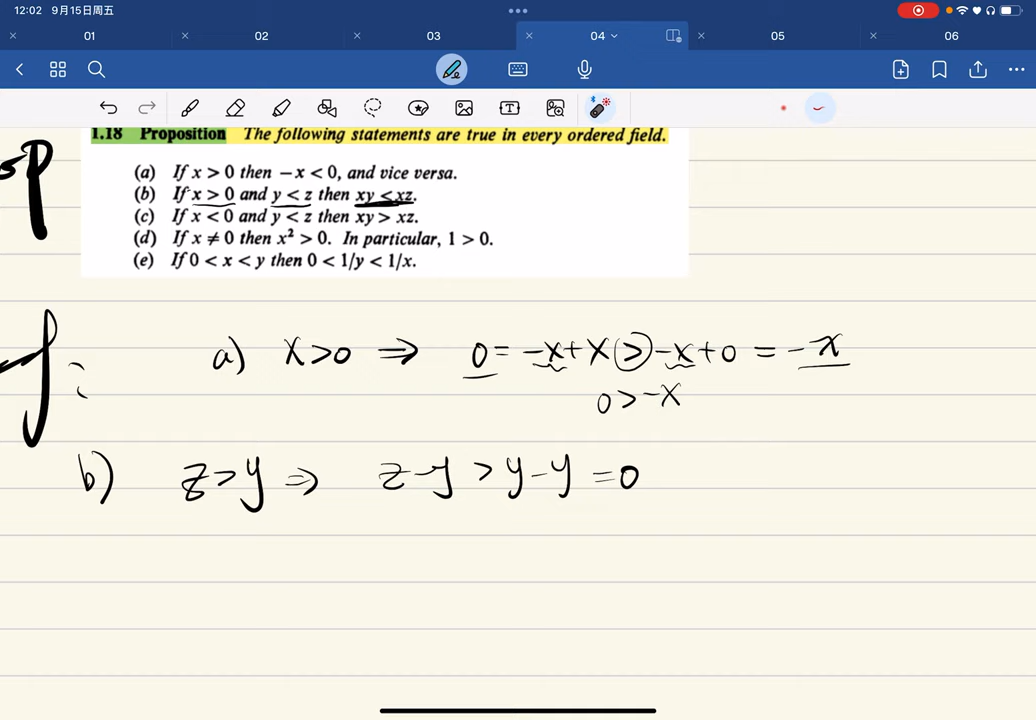 12:02 9月15日周五
01 02 03 04 05 06
1.18 Proposition The following statements are true in every ordered field.
(a) If x > 0 then −x < 0, and vice versa.
(b) If x > 0 and y < z then xy < xz.
(c) If x < 0 and y < z then xy > xz.
(d) If x ≠ 0 then x² > 0. In particular, 1 > 0.
(e) If 0 < x < y then 0 < 1/y < 1/x.
a) x>0 ⇒ 0 = -x+x > -x+0 = -x
0 > -x
b) z>y ⇒ z-y > y-y = 0